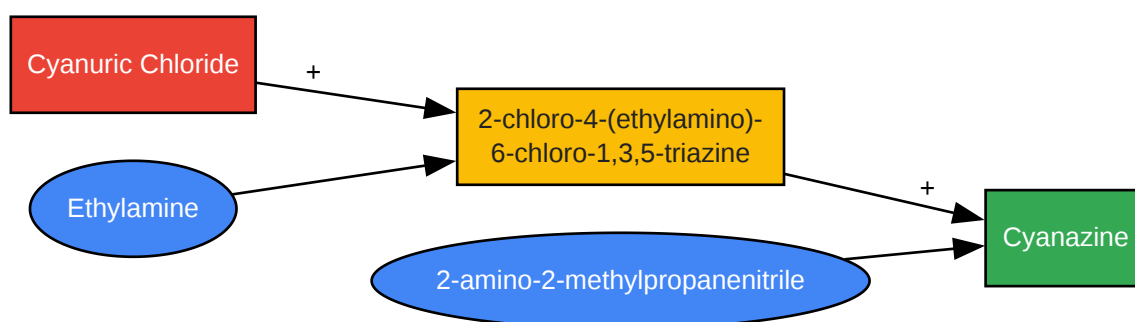 Cyanuric Chloride
+
2-chloro-4-(ethylamino)-
6-chloro-1,3,5-triazine
Ethylamine
+
Cyanazine
2-amino-2-methylpropanenitrile